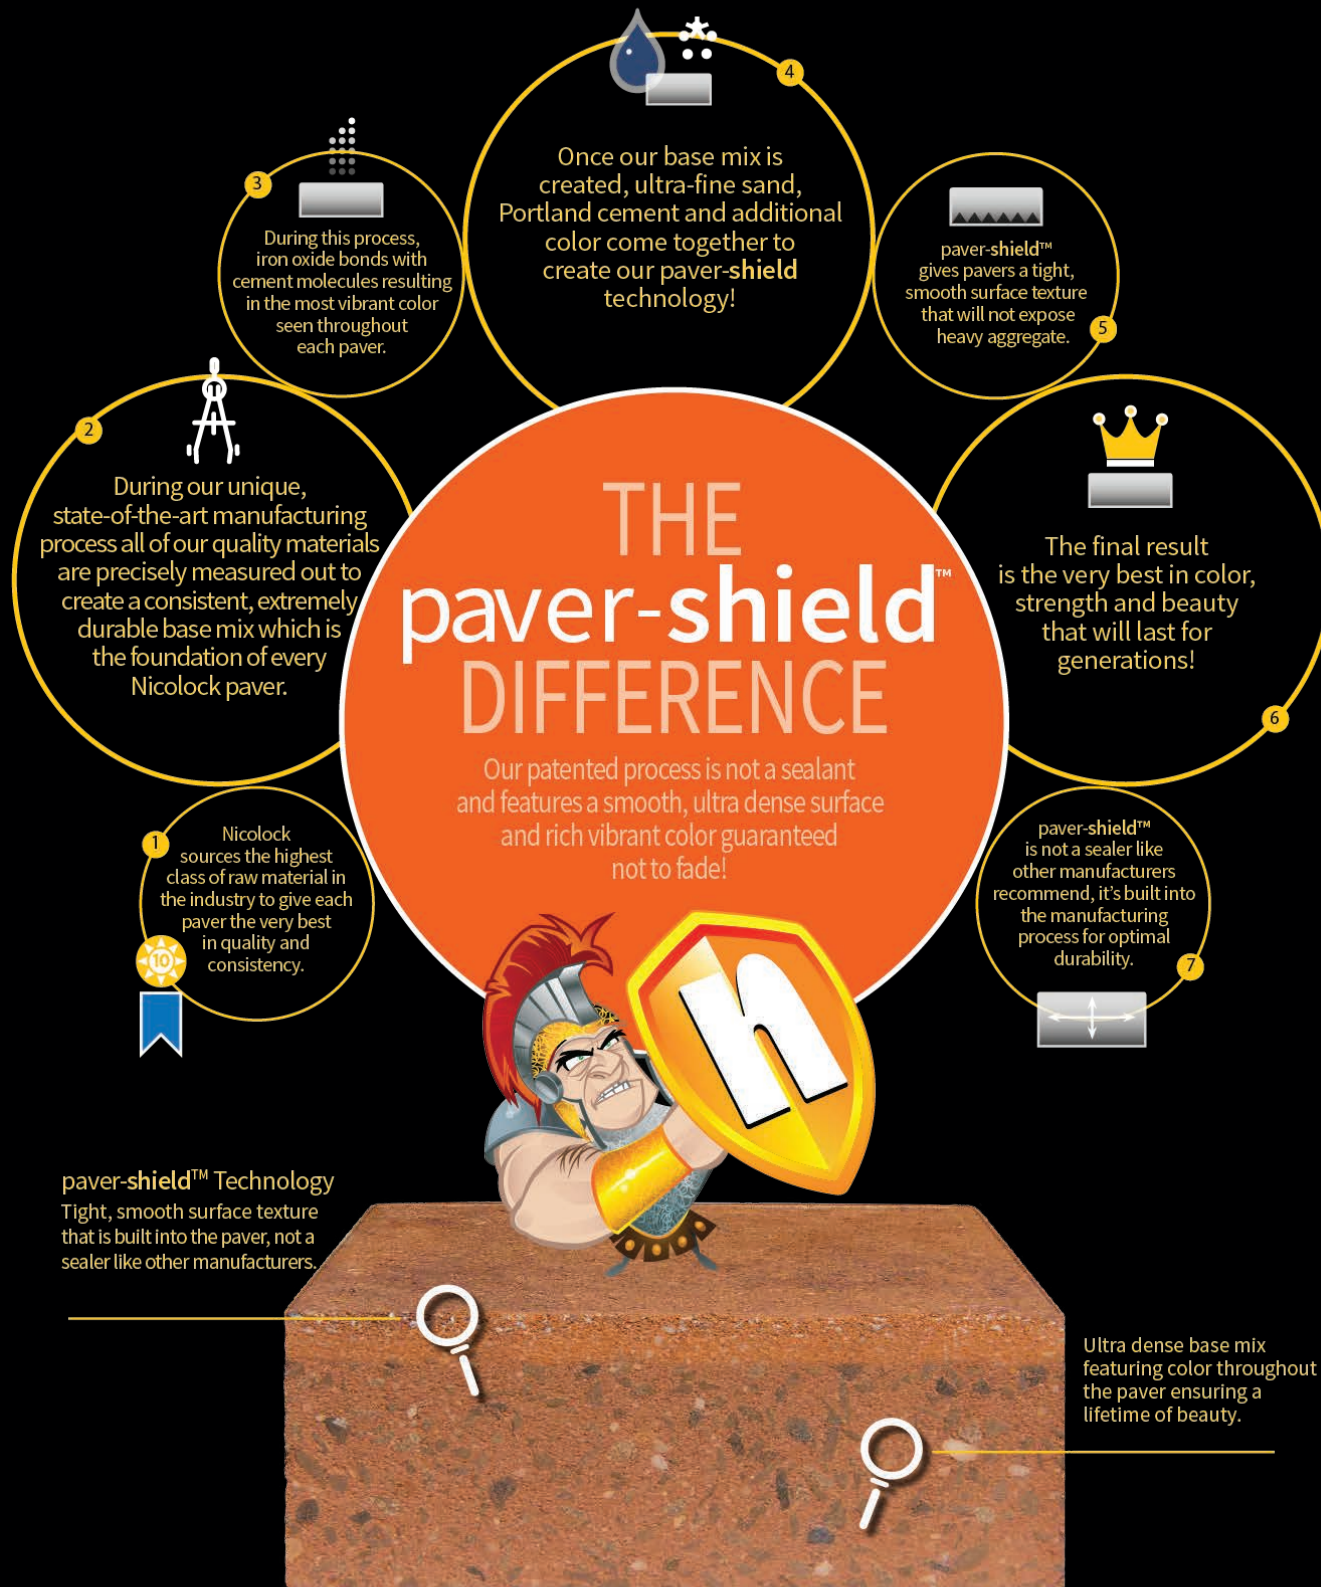 4
Once our base mix is
created, ultra-fine sand,
Portland cement and additional
color come together to
create our paver-shield
technology!
3
During this process,
iron oxide bonds with
cement molecules resulting
in the most vibrant color
seen throughout
each paver.
paver-shield™
gives pavers a tight,
smooth surface texture
that will not expose
heavy aggregate.
5
2
During our unique,
state-of-the-art manufacturing
process all of our quality materials
are precisely measured out to
create a consistent, extremely
durable base mix which is
the foundation of every
Nicolock paver.
THE
paver-shield™
DIFFERENCE
Our patented process is not a sealant
and features a smooth, ultra dense surface
and rich vibrant color guaranteed
not to fade!
The final result
is the very best in color,
strength and beauty
that will last for
generations!
6
1
Nicolock
sources the highest
class of raw material in
the industry to give each
paver the very best
in quality and
consistency.
10
paver-shield™
is not a sealer like
other manufacturers
recommend, it's built into
the manufacturing
process for optimal
durability.
7
n
paver-shield™ Technology
Tight, smooth surface texture
that is built into the paver, not a
sealer like other manufacturers.
Ultra dense base mix
featuring color throughout
the paver ensuring a
lifetime of beauty.